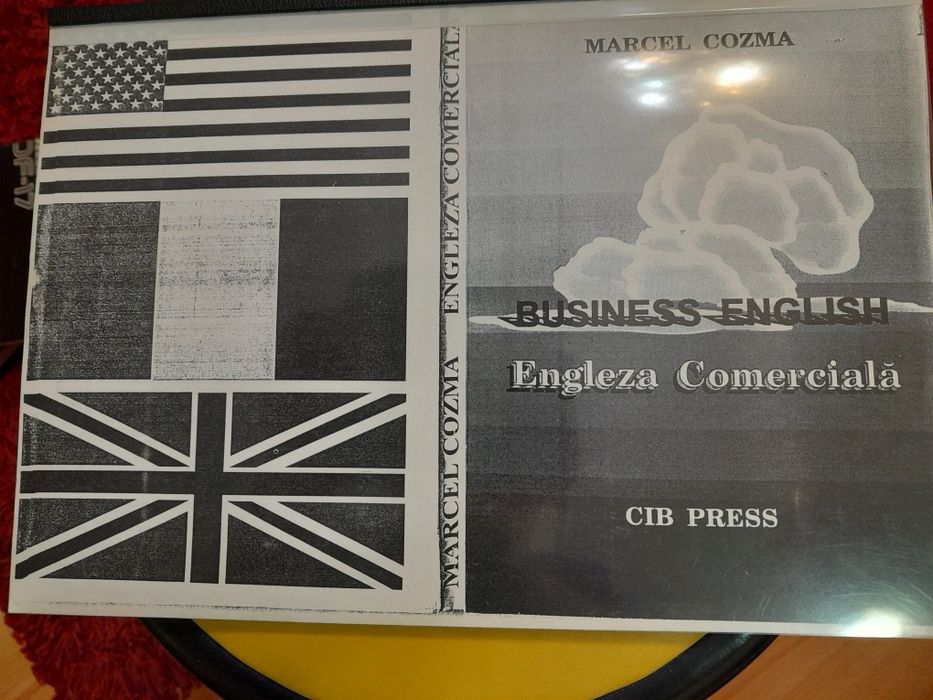 MARCEL COZMA ENGLEZA COMERCIALĂ
MARCEL COZMA
BUSINESS ENGLISH
Engleza Comercială
CIB PRESS